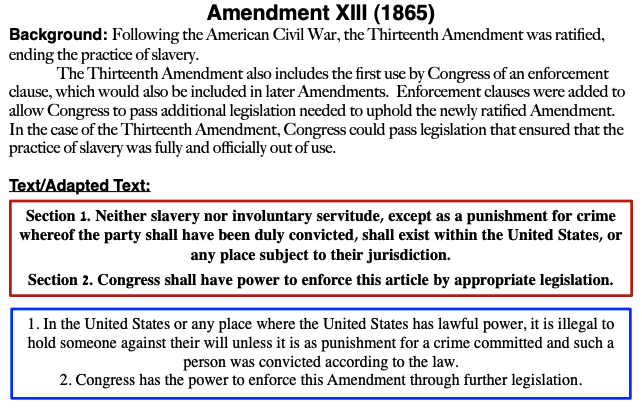 Amendment XIII (1865)
Background: Following the American Civil War, the Thirteenth Amendment was ratified,
ending the practice of slavery.
The Thirteenth Amendment also includes the first use by Congress of an enforcement
clause, which would also be included in later Amendments. Enforcement clauses were added to
allow Congress to pass additional legislation needed to uphold the newly ratified Amendment.
In the case of the Thirteenth Amendment, Congress could pass legislation that ensured that the
practice of slavery was fully and officially out of use.
Text/Adapted Text:
Section 1. Neither slavery nor involuntary servitude, except as a punishment for crime
whereof the party shall have been duly convicted, shall exist within the United States, or
any place subject to their jurisdiction.
Section 2. Congress shall have power to enforce this article by appropriate legislation.
1. In the United States or any place where the United States has lawful power, it is illegal to
hold someone against their will unless it is as punishment for a crime committed and such a
person was convicted according to the law.
2. Congress has the power to enforce this Amendment through further legislation.